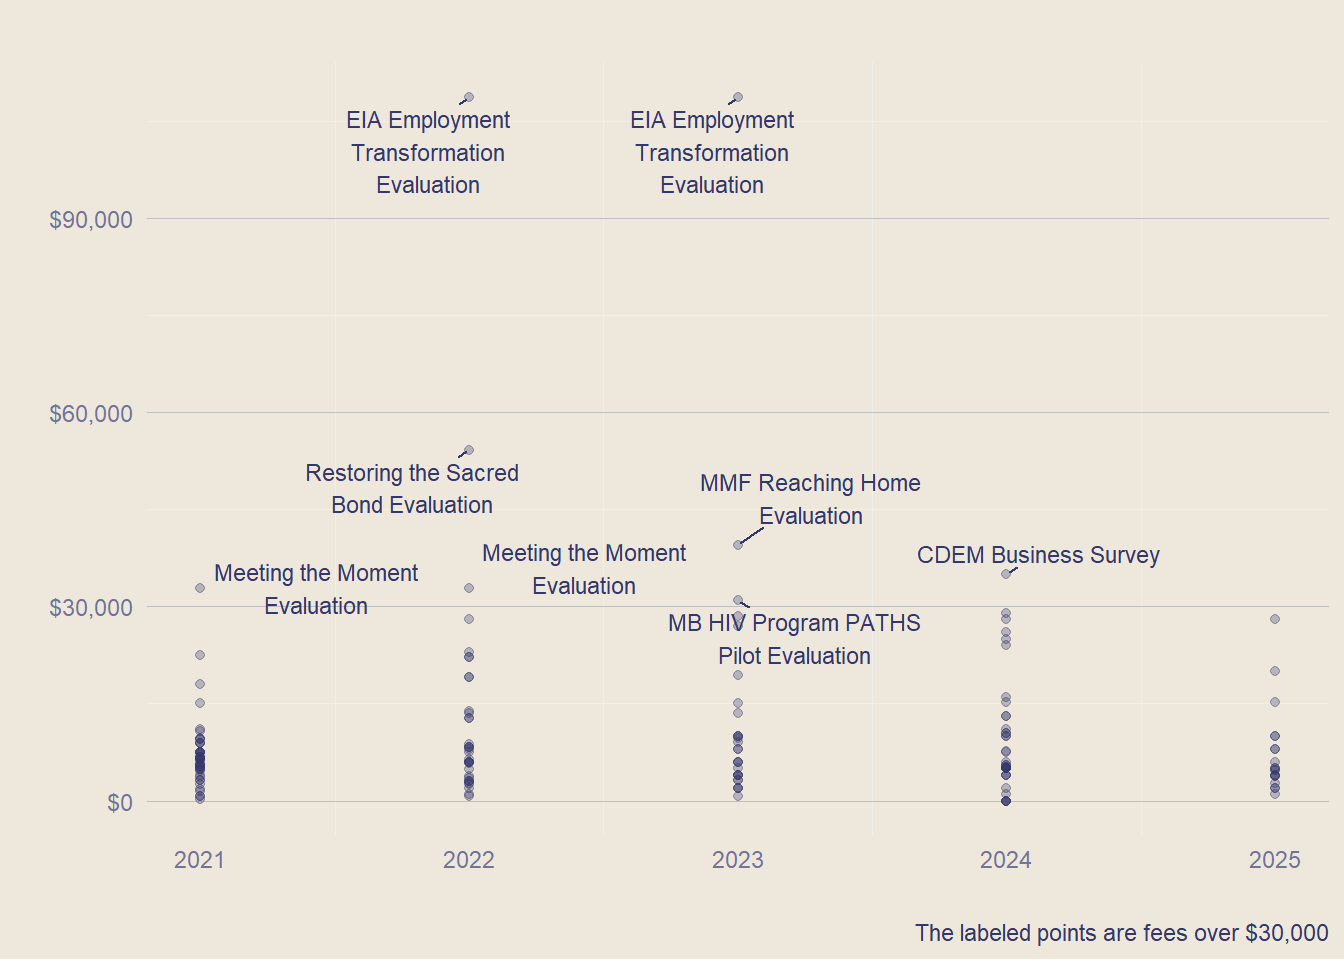 EIA Employment
Transformation
Evaluation
EIA Employment
Transformation
Evaluation
$90,000
$60,000
Restoring the Sacred
Bond Evaluation
MMF Reaching Home
Evaluation
Meeting the Moment
Evaluation
CDEM Business Survey
Meeting the Moment
Evaluation
$30,000
MB HIV Program PATHS
Pilot Evaluation
$0
2021
2022
2023
2024
2025
The labeled points are fees over $30,000